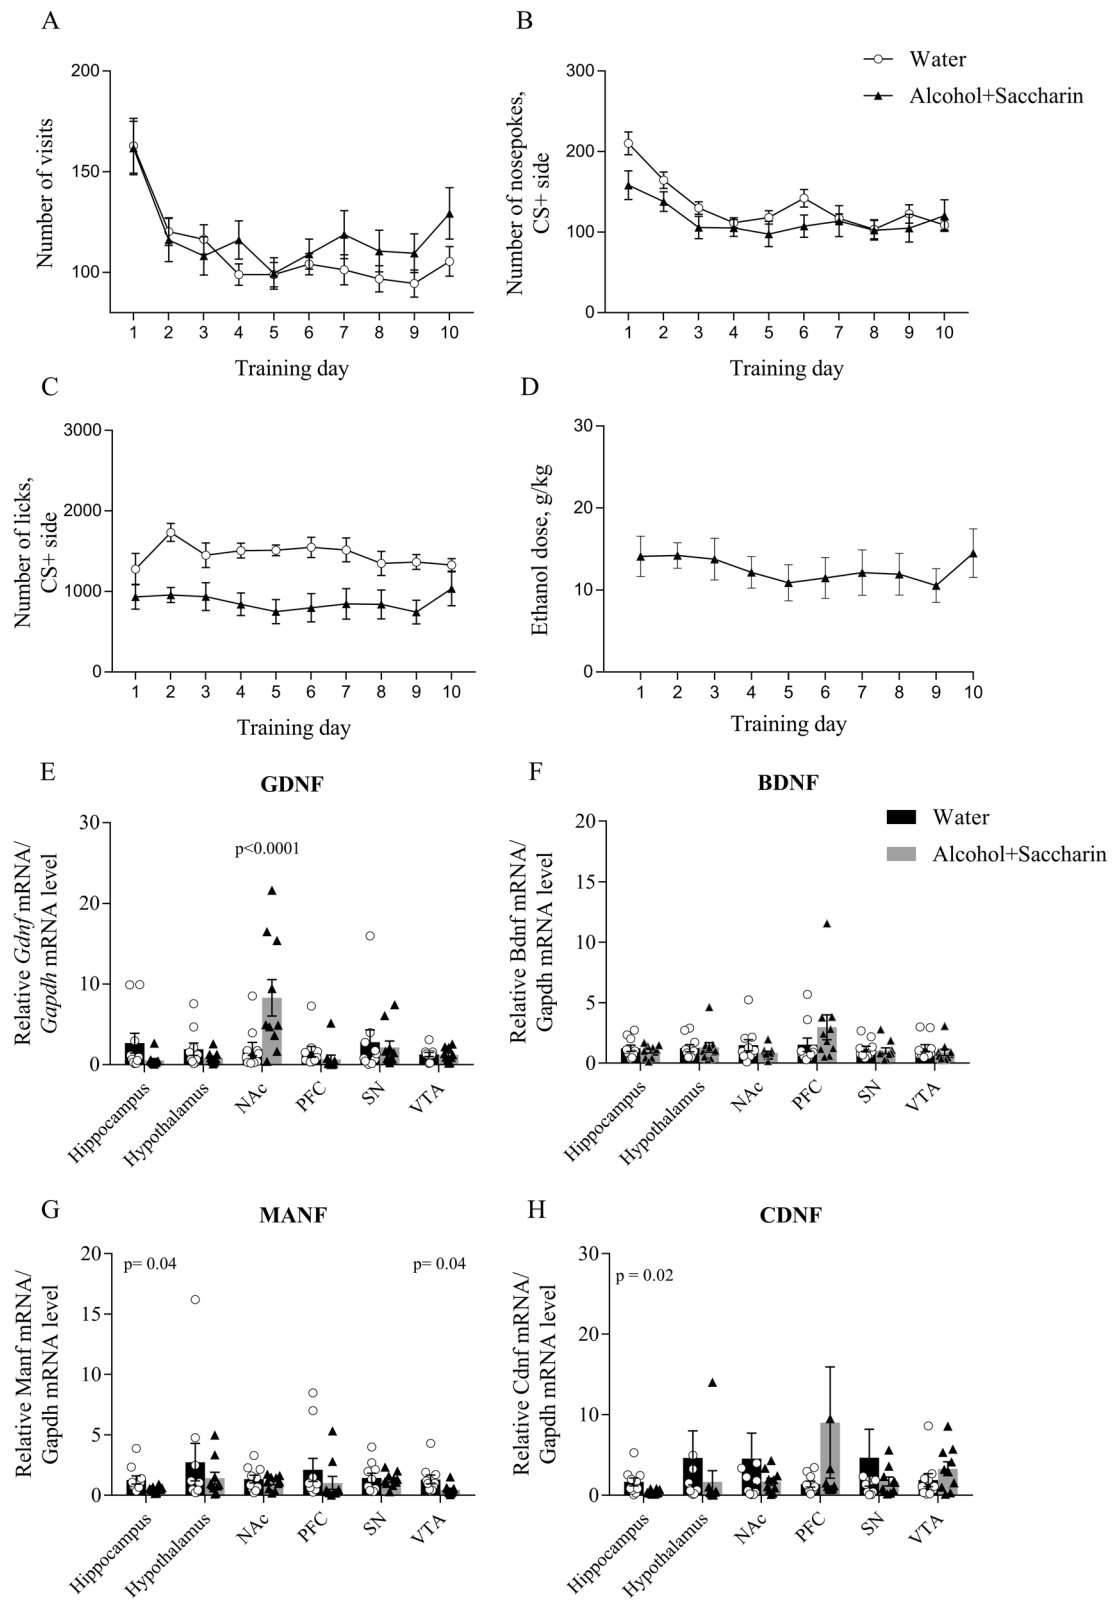 A
Number of visits
200
150
100
1 2 3 4 5 6 7 8 9 10
Training day
B
Water
Alcohol+Saccharin
Number of nosepokes,
CS+ side
300
200
100
0
1 2 3 4 5 6 7 8 9 10
Training day
C
Number of licks,
CS+ side
3000
2000
1000
0
1 2 3 4 5 6 7 8 9 10
Training day
D
Ethanol dose, g/kg
30
20
10
0
1 2 3 4 5 6 7 8 9 10
Training day
E
GDNF
Relative Gdnf mRNA/
Gapdh mRNA level
30
20
10
0
p<0.0001
Hippocampus
Hypothalamus
NAc
PFC
SN
VTA
F
BDNF
Water
Alcohol+Saccharin
Relative Bdnf mRNA/
Gapdh mRNA level
20
15
10
5
0
Hippocampus
Hypothalamus
NAc
PFC
SN
VTA
G
MANF
Relative Manf mRNA/
Gapdh mRNA level
20
15
10
5
0
p= 0.04
p= 0.04
Hippocampus
Hypothalamus
NAc
PFC
SN
VTA
H
CDNF
Relative Cdnf mRNA/
Gapdh mRNA level
30
20
10
0
p = 0.02
Hippocampus
Hypothalamus
NAc
PFC
SN
VTA